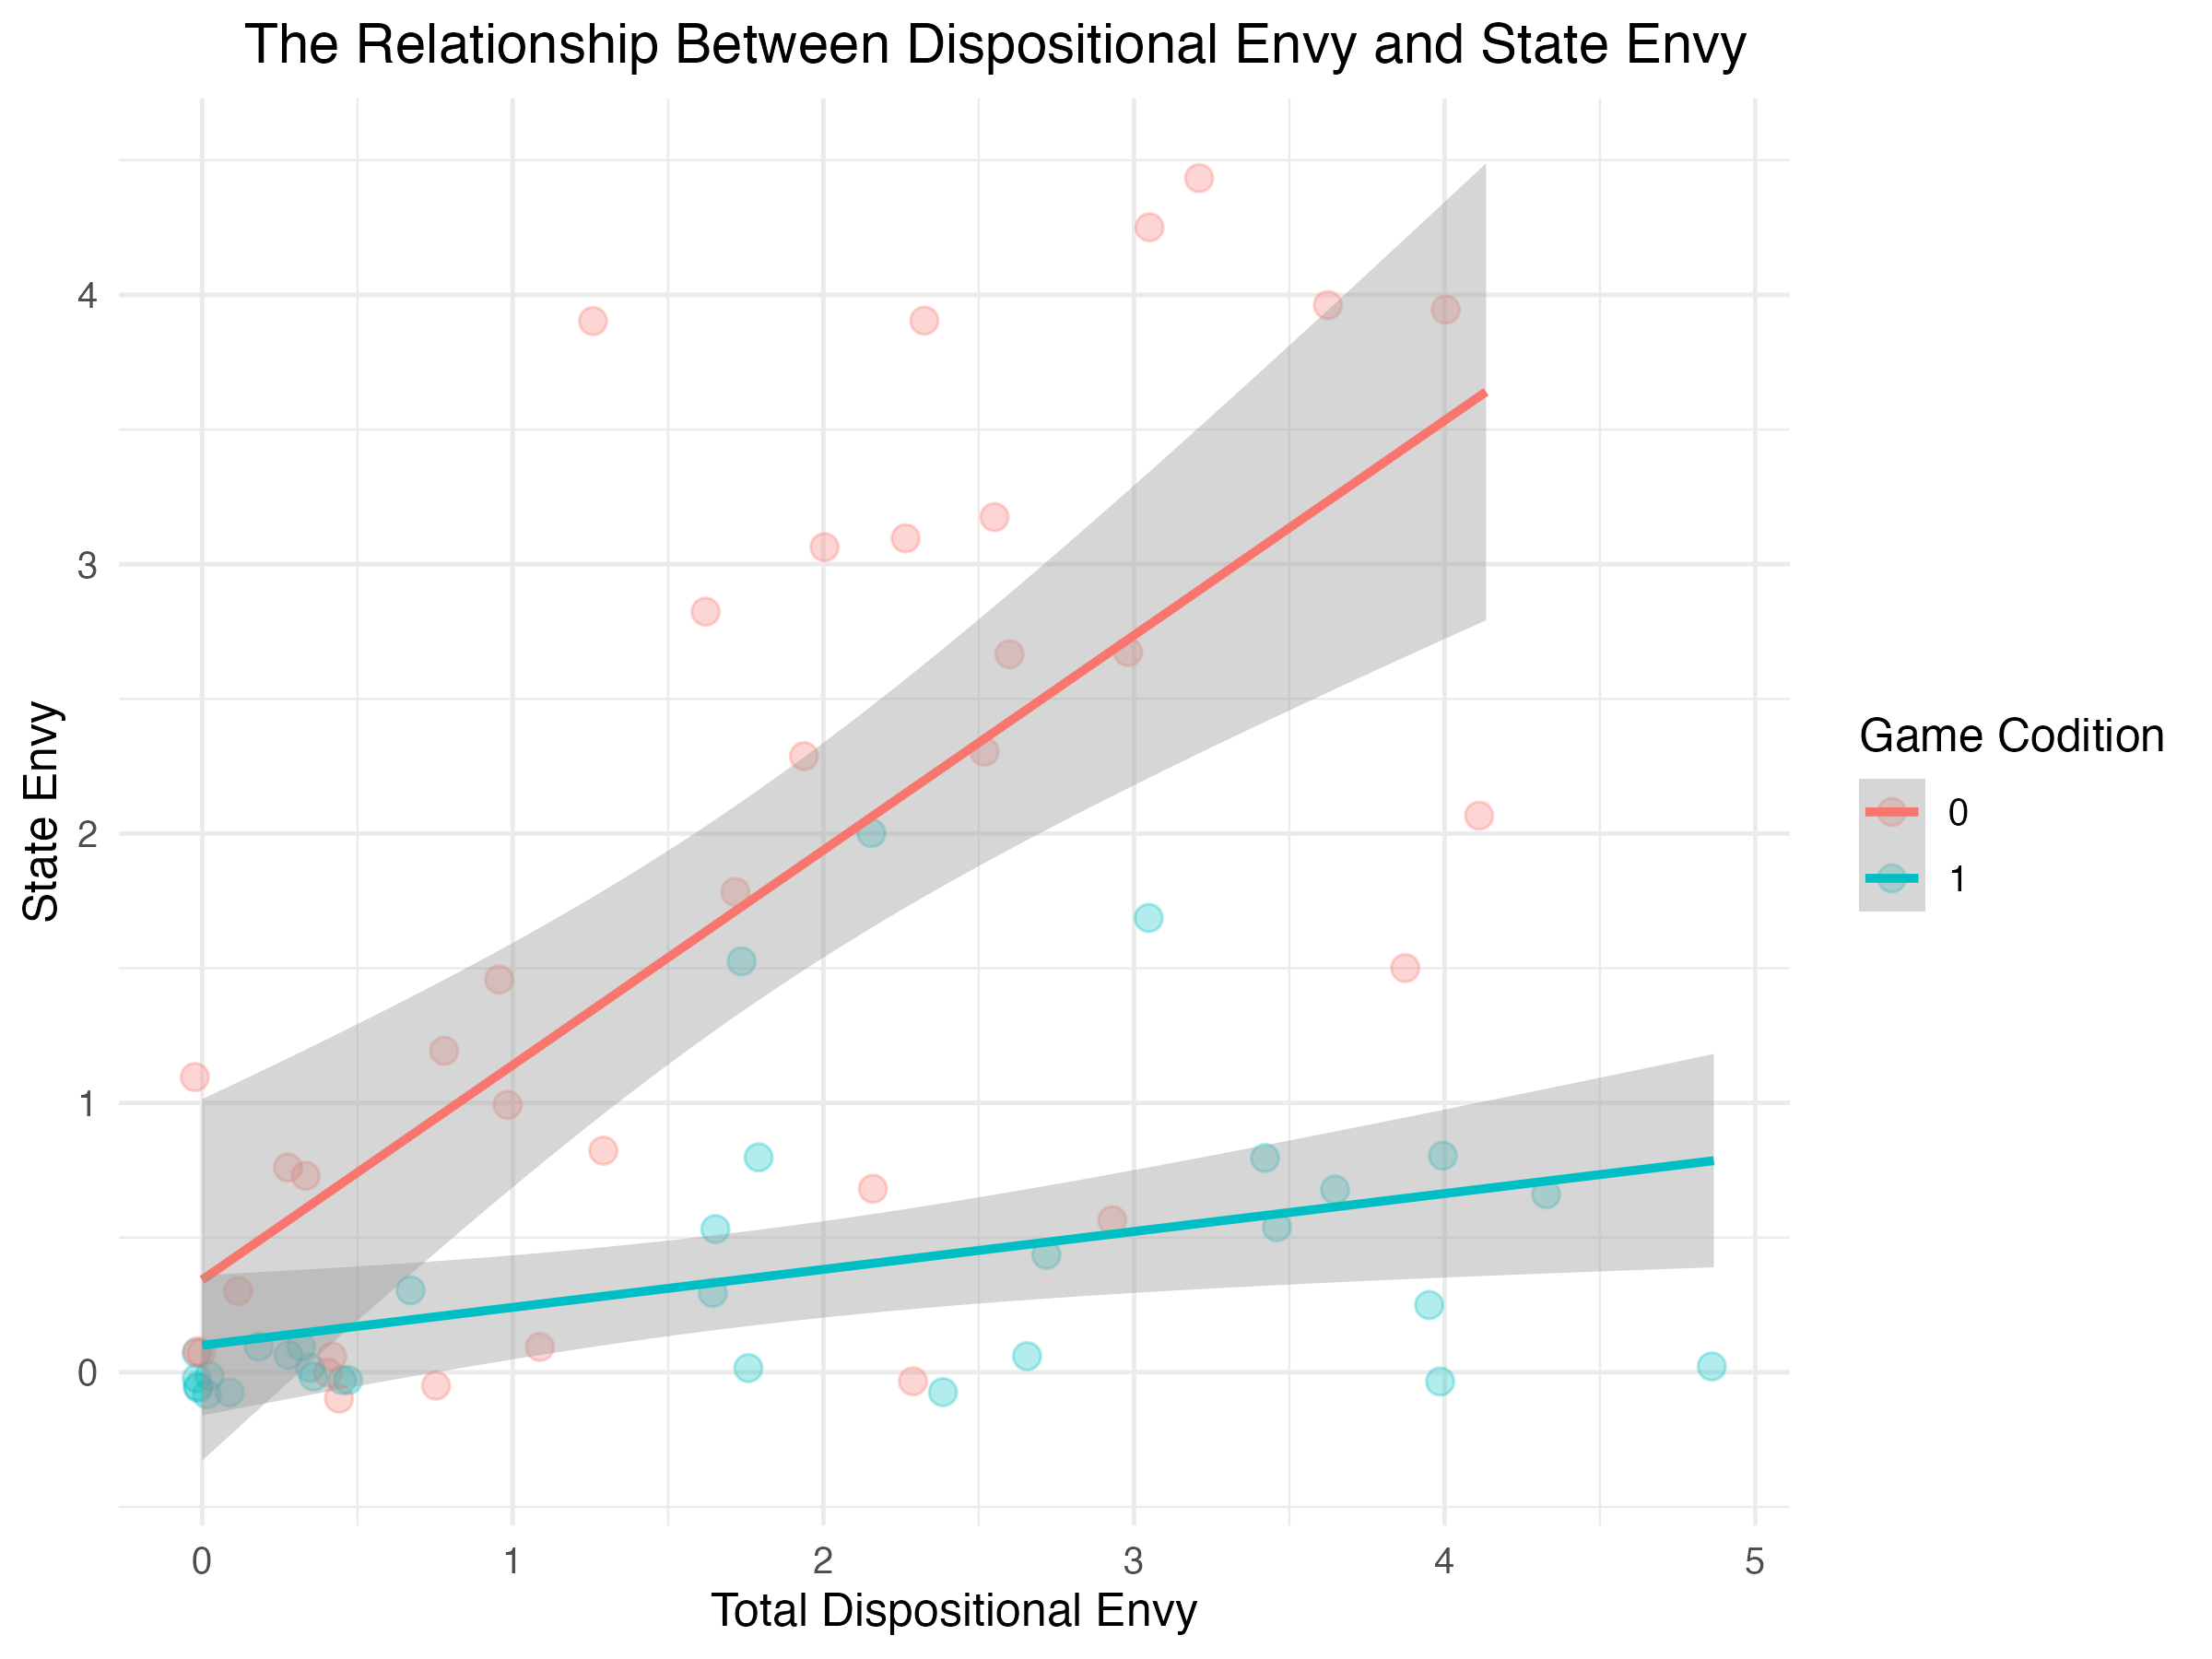 The Relationship Between Dispositional Envy and State Envy
State Envy
4
3
2
1
0
0 1 2 3 4 5
Total Dispositional Envy
Game Codition
0
1